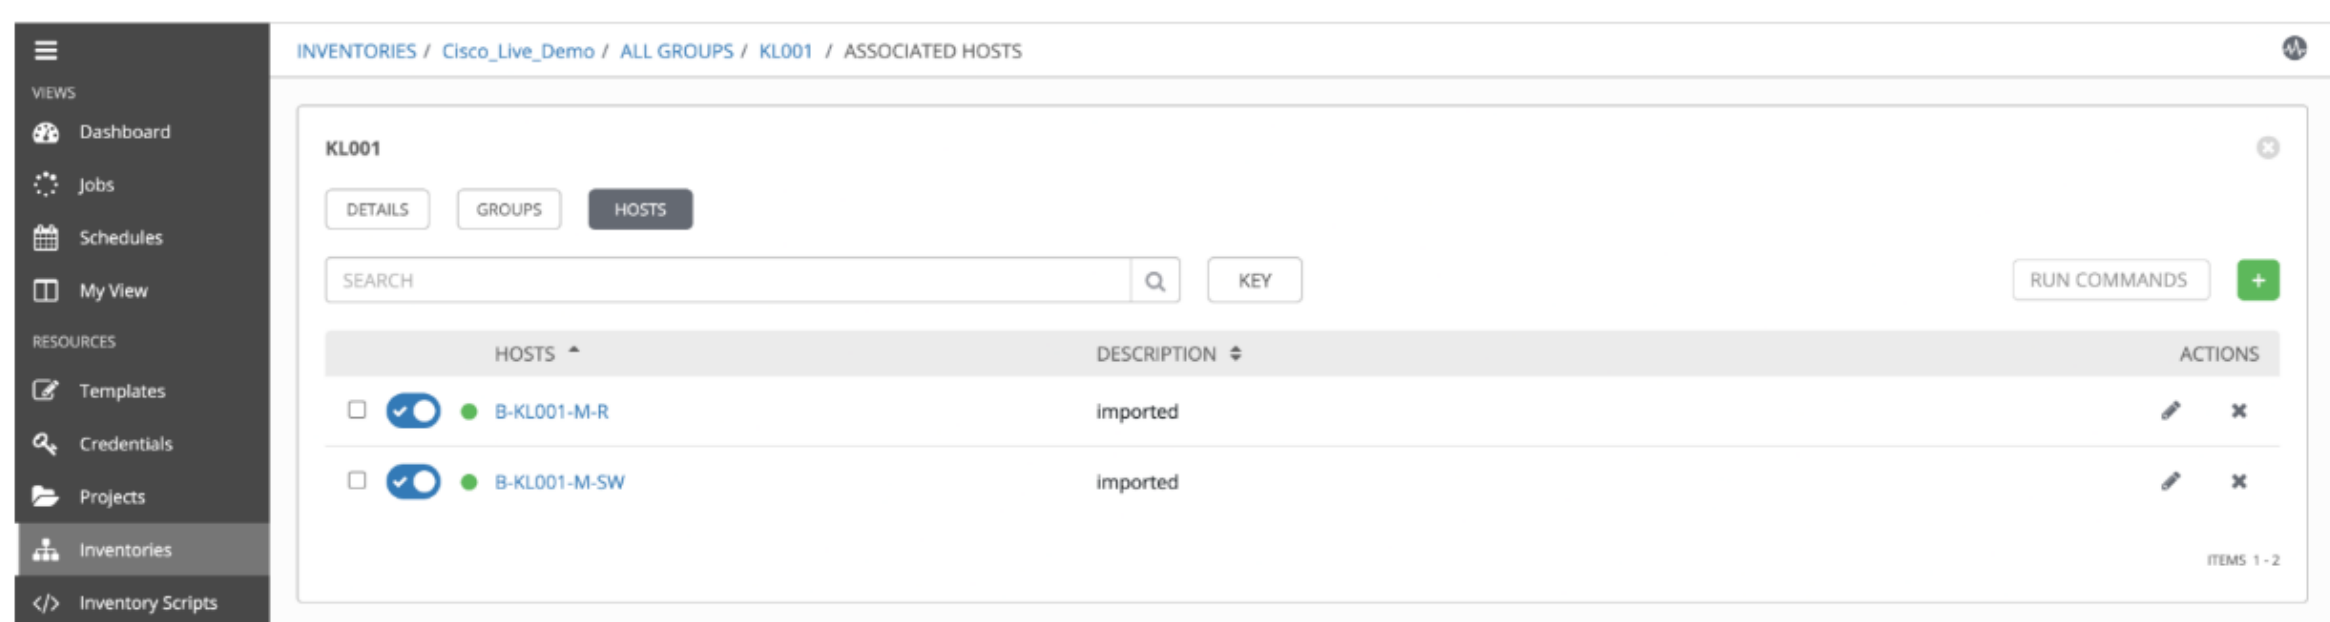 INVENTORIES / Cisco_Live_Demo / ALL GROUPS / KL001 / ASSOCIATED HOSTS
VIEWS
Dashboard
Jobs
Schedules
My View
RESOURCES
Templates
Credentials
Projects
Inventories
Inventory Scripts
KL001
DETAILS GROUPS HOSTS
SEARCH KEY RUN COMMANDS +
HOSTS DESCRIPTION ACTIONS
B-KL001-M-R imported
B-KL001-M-SW imported
ITEMS 1 - 2